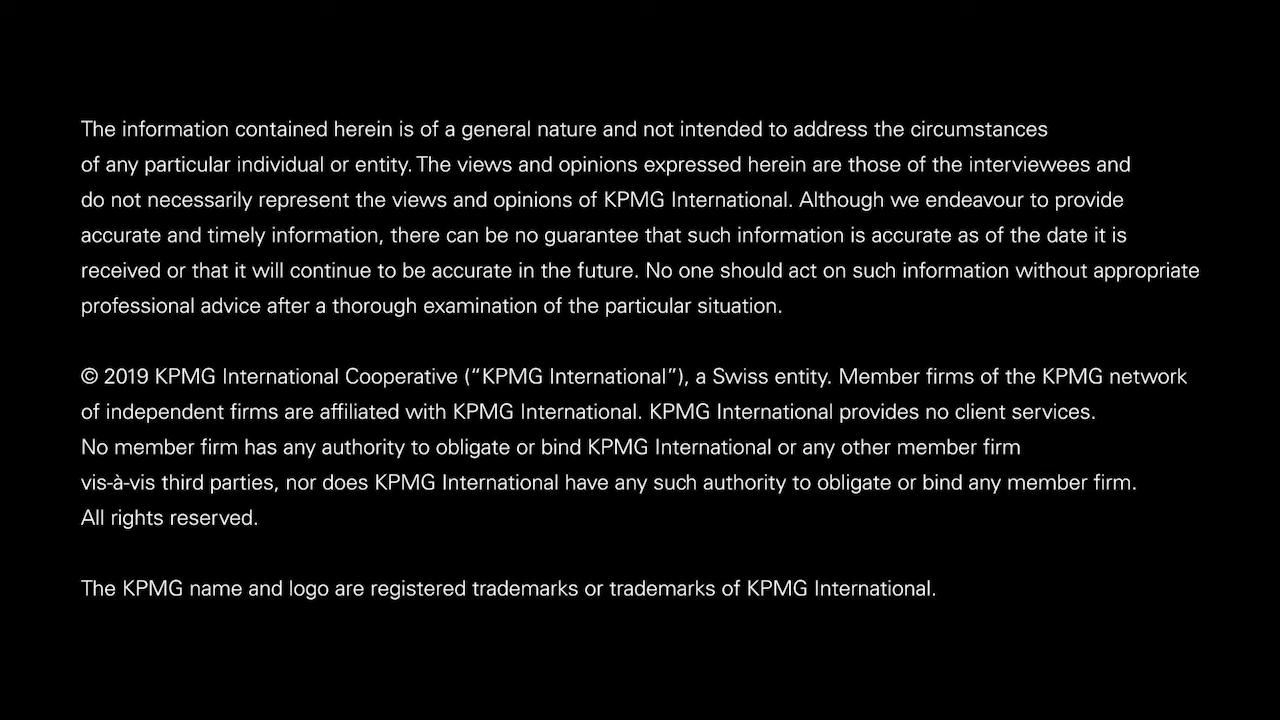 The information contained herein is of a general nature and not intended to address the circumstances
of any particular individual or entity. The views and opinions expressed herein are those of the interviewees and
do not necessarily represent the views and opinions of KPMG International. Although we endeavour to provide
accurate and timely information, there can be no guarantee that such information is accurate as of the date it is
received or that it will continue to be accurate in the future. No one should act on such information without appropriate
professional advice after a thorough examination of the particular situation.
© 2019 KPMG International Cooperative (“KPMG International”), a Swiss entity. Member firms of the KPMG network
of independent firms are affiliated with KPMG International. KPMG International provides no client services.
No member firm has any authority to obligate or bind KPMG International or any other member firm
vis-à-vis third parties, nor does KPMG International have any such authority to obligate or bind any member firm.
All rights reserved.
The KPMG name and logo are registered trademarks or trademarks of KPMG International.